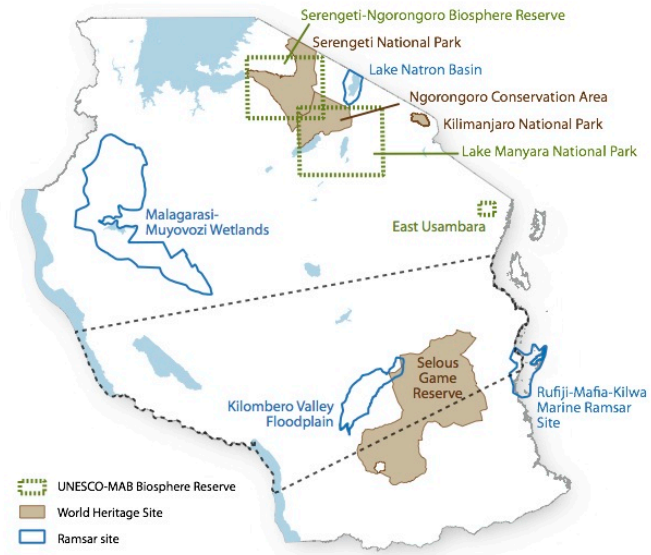 Serengeti-Ngorongoro Biosphere Reserve
Serengeti National Park
Lake Natron Basin
Ngorongoro Conservation Area
Kilimanjaro National Park
Lake Manyara National Park
Malagarasi-
Muyovozi Wetlands
East Usambara
Selous
Game
Reserve
Kilombero Valley
Floodplain
Rufiji-Mafia-Kilwa
Marine Ramsar
Site
UNESCO-MAB Biosphere Reserve
World Heritage Site
Ramsar site